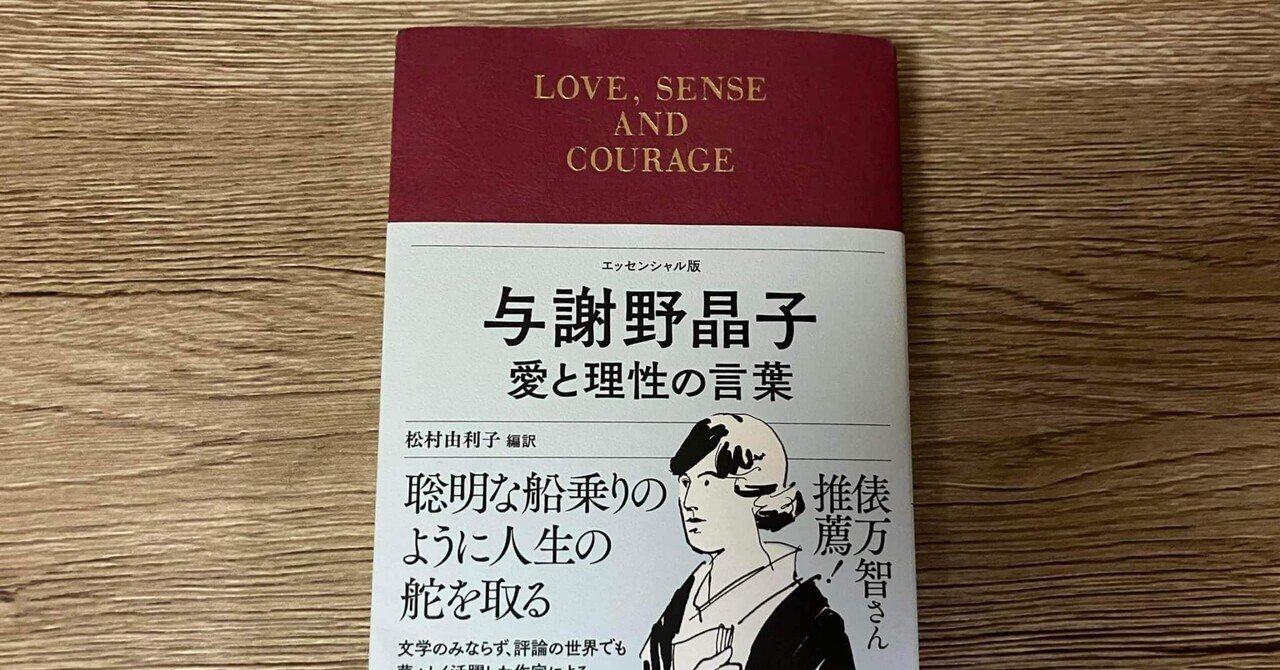 LOVE, SENSE
AND
COURAGE
エッセンシャル版
与謝野晶子
愛と理性の言葉
松村由利子 編訳
聡明な船乗りの
ように人生の
舵を取る
俵万智さん
推薦！
文学のみならず、評論の世界でも